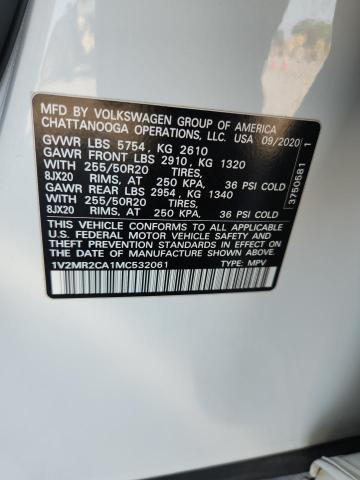 MFD BY VOLKSWAGEN GROUP OF AMERICA
CHATTANOOGA OPERATIONS, LLC. USA 09/2020
GVWR LBS 5754, KG 2610
GAWR FRONT LBS 2910, KG 1320
WITH 255/50R20 TIRES,
8JX20 RIMS, AT 250 KPA, 36 PSI COLD
GAWR REAR LBS 2954, KG 1340
WITH 255/50R20 TIRES,
8JX20 RIMS, AT 250 KPA, 36 PSI COLD
THIS VEHICLE CONFORMS TO ALL APPLICABLE
U.S. FEDERAL MOTOR VEHICLE SAFETY AND
THEFT PREVENTION STANDARDS IN EFFECT ON
THE DATE OF MANUFACTURE SHOWN ABOVE
1V2MR2CA1MC532061 TYPE: MPV
3750581 1